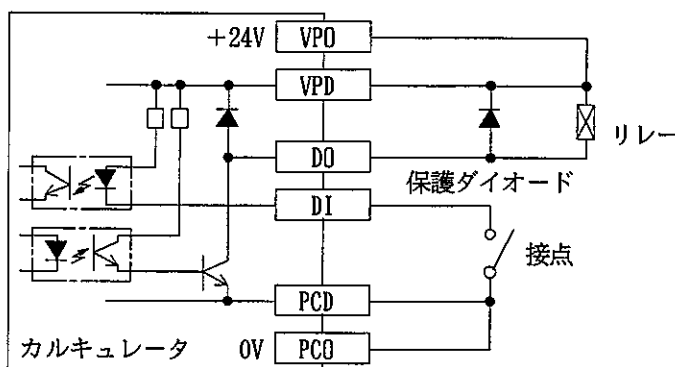 +24V VPO
VPD
DO
リレー
保護ダイオード
DI
接点
PCD
カルキュレータ 0V PCO